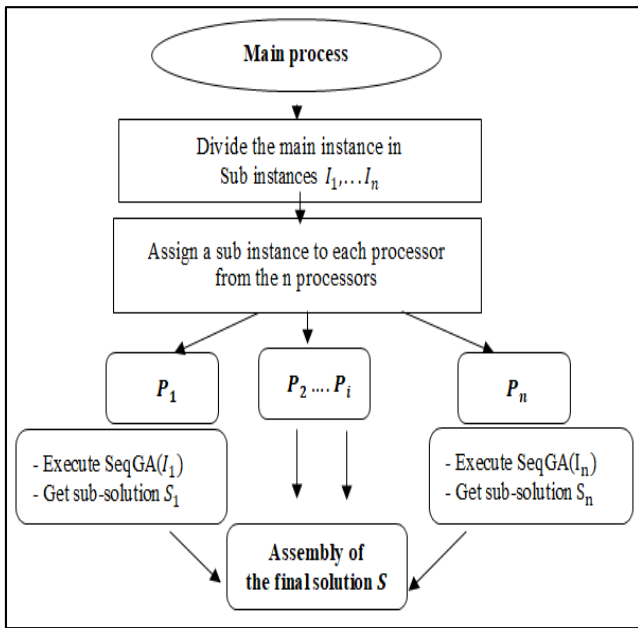 Main process
Divide the main instance in
Sub instances I₁,...Iₙ
Assign a sub instance to each processor
from the n processors
P₁
P₂ .... Pᵢ
Pₙ
- Execute SeqGA(I₁)
- Get sub-solution S₁
- Execute SeqGA(Iₙ)
- Get sub-solution Sₙ
Assembly of
the final solution S